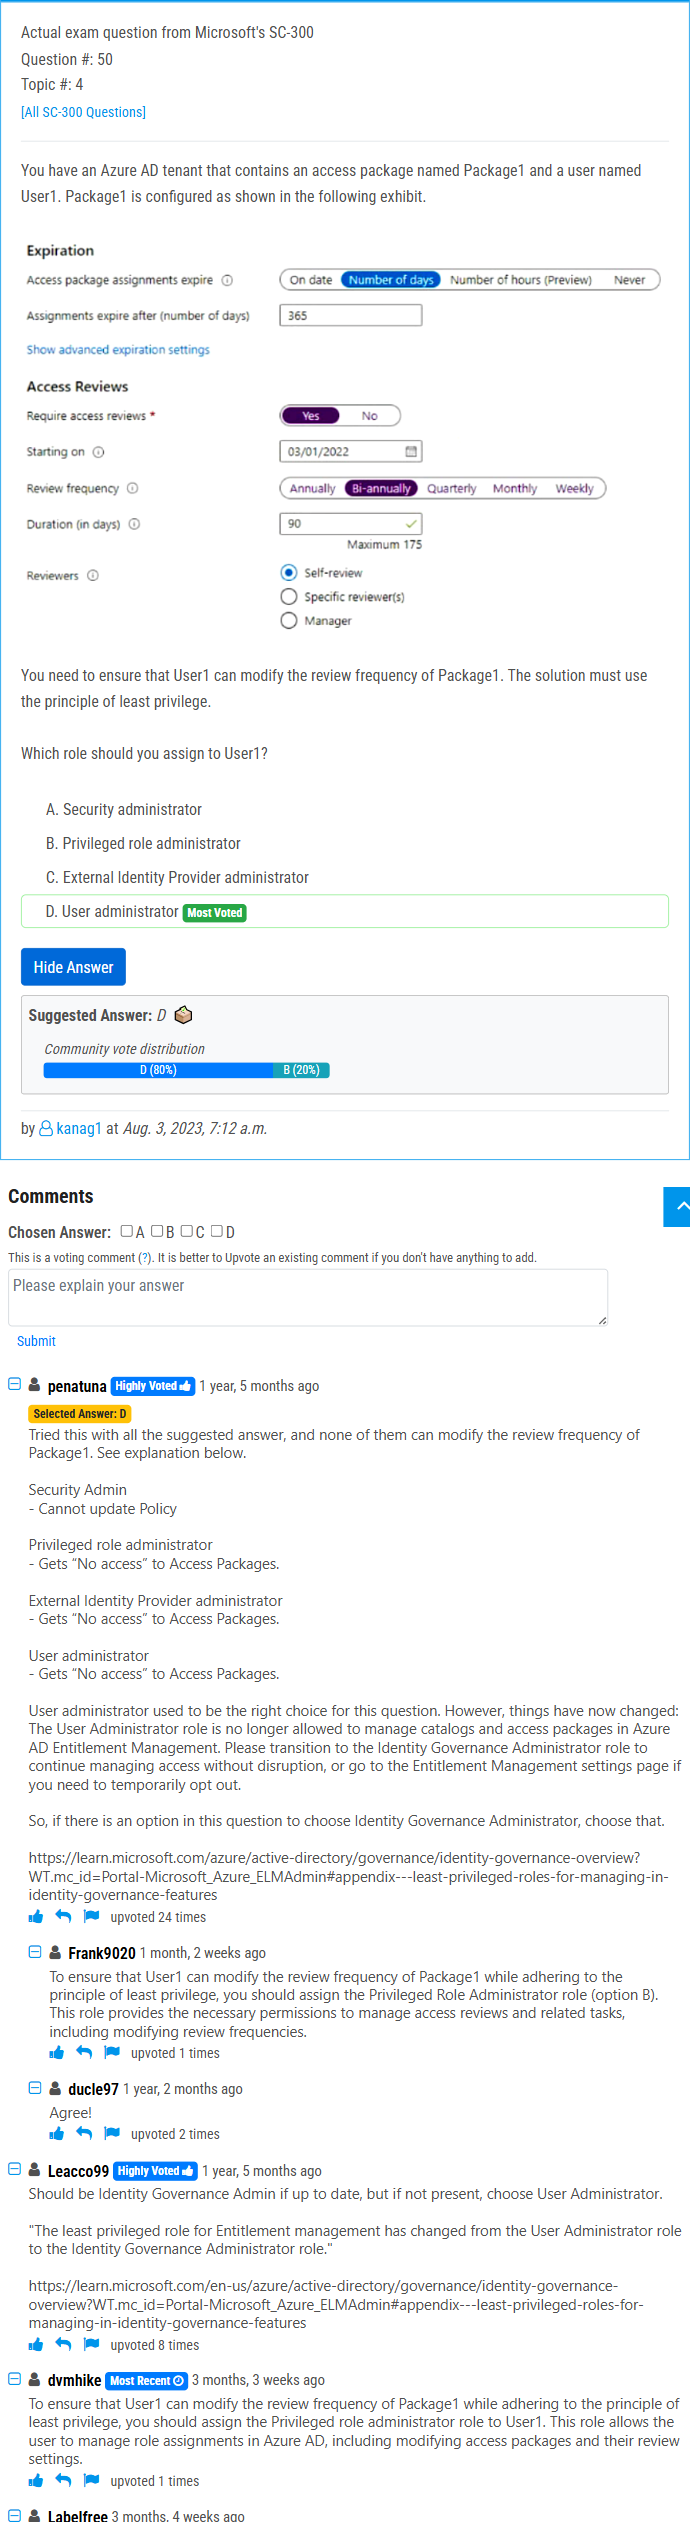 Actual exam question from Microsoft's SC-300
Question #: 50
Topic #: 4
[All SC-300 Questions]
You have an Azure AD tenant that contains an access package named Package1 and a user named
User1. Package1 is configured as shown in the following exhibit.
Expiration
Access package assignments expire On date Number of days Number of hours (Preview) Never
Assignments expire after (number of days) 365
Show advanced expiration settings
Access Reviews
Require access reviews * Yes No
Starting on 03/01/2022
Review frequency Annually Bi-annually Quarterly Monthly Weekly
Duration (in days) 90
Maximum 175
Reviewers Self-review
Specific reviewer(s)
Manager
You need to ensure that User1 can modify the review frequency of Package1. The solution must use
the principle of least privilege.
Which role should you assign to User1?
A. Security administrator
B. Privileged role administrator
C. External Identity Provider administrator
D. User administrator Most Voted
Hide Answer
Suggested Answer: D
Community vote distribution
D (80%) B (20%)
by kanag1 at Aug. 3, 2023, 7:12 a.m.
Comments
Chosen Answer: A B C D
This is a voting comment (?). It is better to Upvote an existing comment if you don't have anything to add.
Please explain your answer
Submit
penatuna Highly Voted 1 year, 5 months ago
Selected Answer: D
Tried this with all the suggested answer, and none of them can modify the review frequency of
Package1. See explanation below.
Security Admin
- Cannot update Policy
Privileged role administrator
- Gets “No access” to Access Packages.
External Identity Provider administrator
- Gets “No access” to Access Packages.
User administrator
- Gets “No access” to Access Packages.
User administrator used to be the right choice for this question. However, things have now changed:
The User Administrator role is no longer allowed to manage catalogs and access packages in Azure
AD Entitlement Management. Please transition to the Identity Governance Administrator role to
continue managing access without disruption, or go to the Entitlement Management settings page if
you need to temporarily opt out.
So, if there is an option in this question to choose Identity Governance Administrator, choose that.
https://learn.microsoft.com/azure/active-directory/governance/identity-governance-overview?
WT.mc_id=Portal-Microsoft_Azure_ELMAdmin#appendix---least-privileged-roles-for-managing-in-
identity-governance-features
upvoted 24 times
Frank9020 1 month, 2 weeks ago
To ensure that User1 can modify the review frequency of Package1 while adhering to the
principle of least privilege, you should assign the Privileged Role Administrator role (option B).
This role provides the necessary permissions to manage access reviews and related tasks,
including modifying review frequencies.
upvoted 1 times
ducle97 1 year, 2 months ago
Agree!
upvoted 2 times
Leacco99 Highly Voted 1 year, 5 months ago
Should be Identity Governance Admin if up to date, but if not present, choose User Administrator.
"The least privileged role for Entitlement management has changed from the User Administrator role
to the Identity Governance Administrator role."
https://learn.microsoft.com/en-us/azure/active-directory/governance/identity-governance-
overview?WT.mc_id=Portal-Microsoft_Azure_ELMAdmin#appendix---least-privileged-roles-for-
managing-in-identity-governance-features
upvoted 8 times
dvmhike Most Recent 3 months, 3 weeks ago
To ensure that User1 can modify the review frequency of Package1 while adhering to the principle of
least privilege, you should assign the Privileged role administrator role to User1. This role allows the
user to manage role assignments in Azure AD, including modifying access packages and their review
settings.
upvoted 1 times
Labelfree 3 months, 4 weeks ago